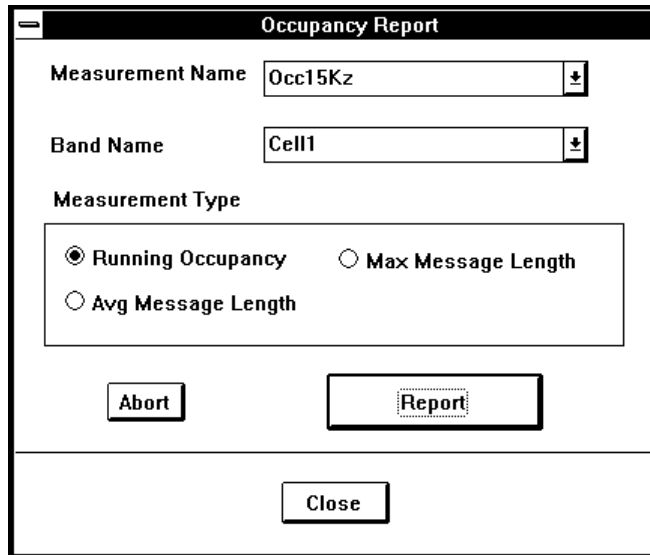 Occupancy Report
Measurement Name Occ15Kz
Band Name Cell1
Measurement Type
Running Occupancy Max Message Length
Avg Message Length
Abort Report
Close